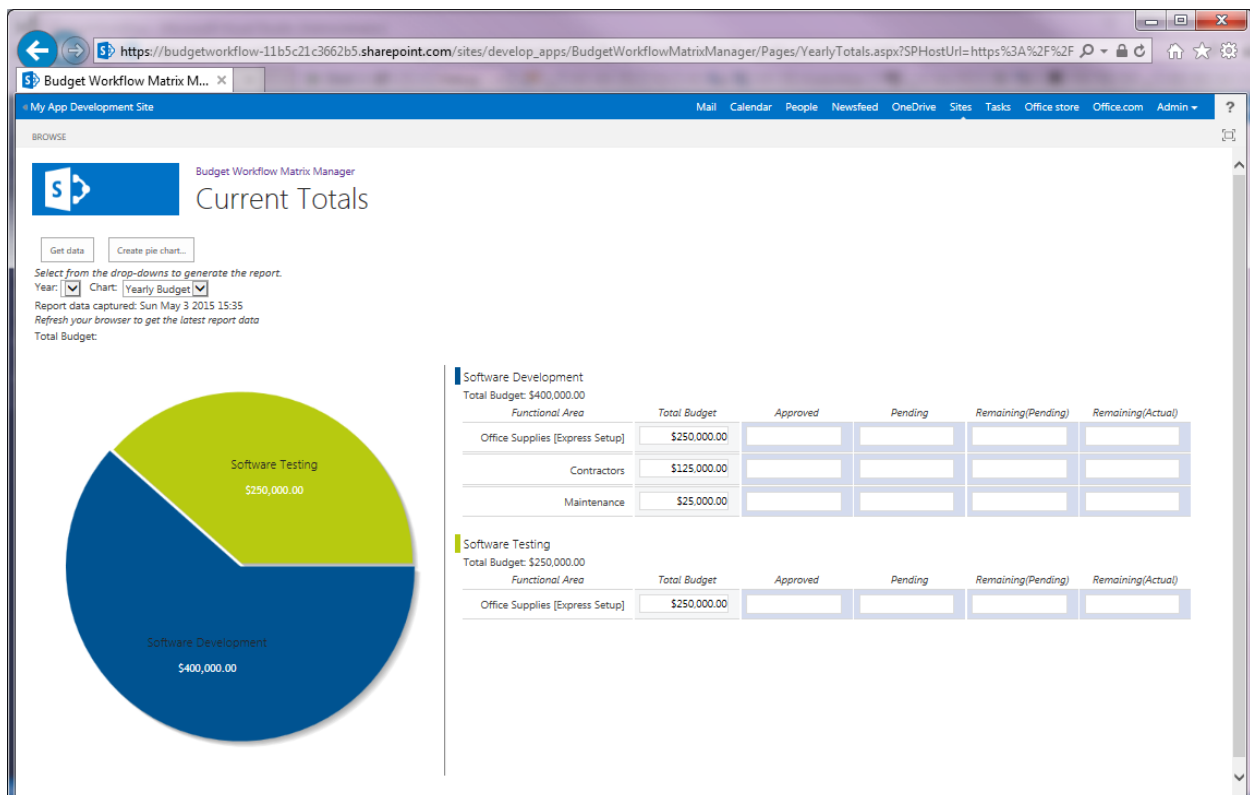 https://budgetworkflow-11b5c21c3662b5.sharepoint.com/sites/develop_apps/BudgetWorkflowMatrixManager/Pages/YearlyTotals.aspx?SPHostUrl=https%3A%2F%2F
Budget Workflow Matrix M...
My App Development Site Mail Calendar People Newsfeed OneDrive Sites Tasks Office store Office.com Admin ?
BROWSE
S
Budget Workflow Matrix Manager
Current Totals
Get data Create pie chart...
Select from the drop-downs to generate the report.
Year: Chart: Yearly Budget
Report data captured: Sun May 3 2015 15:35
Refresh your browser to get the latest report data
Total Budget:
Software Testing
$250,000.00
Software Development
$400,000.00
Software Development
Total Budget: $400,000.00
Functional Area Total Budget Approved Pending Remaining(Pending) Remaining(Actual)
Office Supplies [Express Setup] $250,000.00
Contractors $125,000.00
Maintenance $25,000.00
Software Testing
Total Budget: $250,000.00
Functional Area Total Budget Approved Pending Remaining(Pending) Remaining(Actual)
Office Supplies [Express Setup] $250,000.00